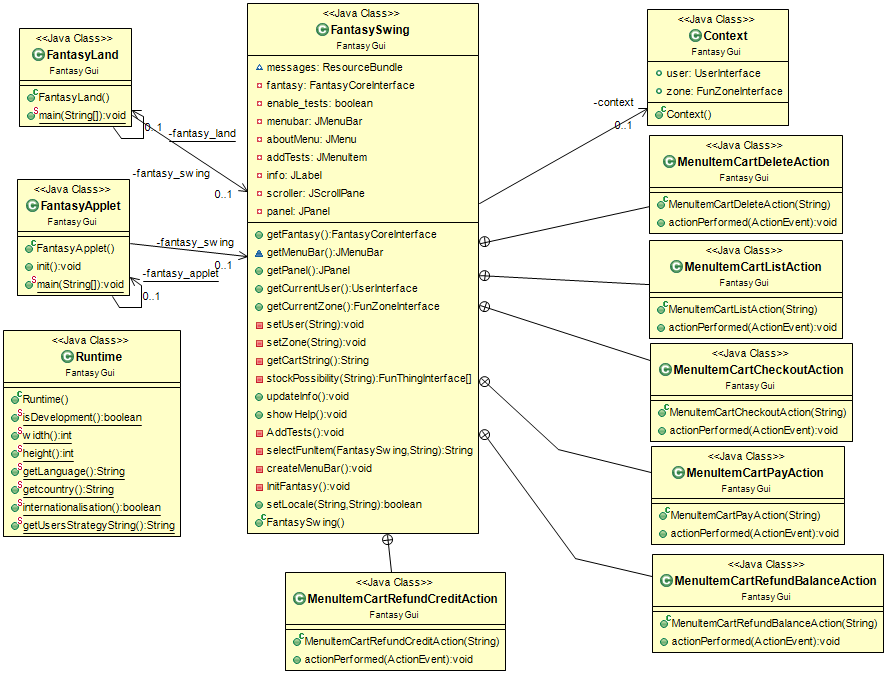 <<Java Class>>
FantasyLand
Fantasy Gui
FantasyLand()
main(String[]):void
<<Java Class>>
FantasySwing
Fantasy Gui
messages: ResourceBundle
fantasy: FantasyCoreInterface
enable_tests: boolean
menubar: JMenuBar
aboutMenu: JMenu
addTests: JMenuItem
info: JLabel
scroller: JScrollPane
panel: JPanel
getFantasy():FantasyCoreInterface
getMenuBar():JMenuBar
getPanel():JPanel
getCurrentUser():UserInterface
getCurrentZone():FunZoneInterface
setUser(String):void
setZone(String):void
getCartString():String
stockPossibility(String):FunThingInterface[]
updateInfo():void
showHelp():void
AddTests():void
selectFunItem(FantasySwing,String):String
createMenuBar():void
InitFantasy():void
setLocale(String,String):boolean
FantasySwing()
<<Java Class>>
Context
Fantasy Gui
user: UserInterface
zone: FunZoneInterface
Context()
-context
0..1
0..1
-fantasy_land
-fantasy_swing
0..1
<<Java Class>>
FantasyApplet
Fantasy Gui
FantasyApplet()
init():void
main(String[]):void
-fantasy_swing
0..1
-fantasy_applet
0..1
<<Java Class>>
MenuItemCartDeleteAction
Fantasy Gui
MenuItemCartDeleteAction(String)
actionPerformed(ActionEvent):void
<<Java Class>>
MenuItemCartListAction
Fantasy Gui
MenuItemCartListAction(String)
actionPerformed(ActionEvent):void
<<Java Class>>
Runtime
Fantasy Gui
Runtime()
isDevelopment():boolean
width():int
height():int
getLanguage():String
getcountry():String
internationalisation():boolean
getUsersStrategyString():String
<<Java Class>>
MenuItemCartCheckoutAction
Fantasy Gui
MenuItemCartCheckoutAction(String)
actionPerformed(ActionEvent):void
<<Java Class>>
MenuItemCartPayAction
Fantasy Gui
MenuItemCartPayAction(String)
actionPerformed(ActionEvent):void
<<Java Class>>
MenuItemCartRefundBalanceAction
Fantasy Gui
MenuItemCartRefundBalanceAction(String)
actionPerformed(ActionEvent):void
<<Java Class>>
MenuItemCartRefundCreditAction
Fantasy Gui
MenuItemCartRefundCreditAction(String)
actionPerformed(ActionEvent):void